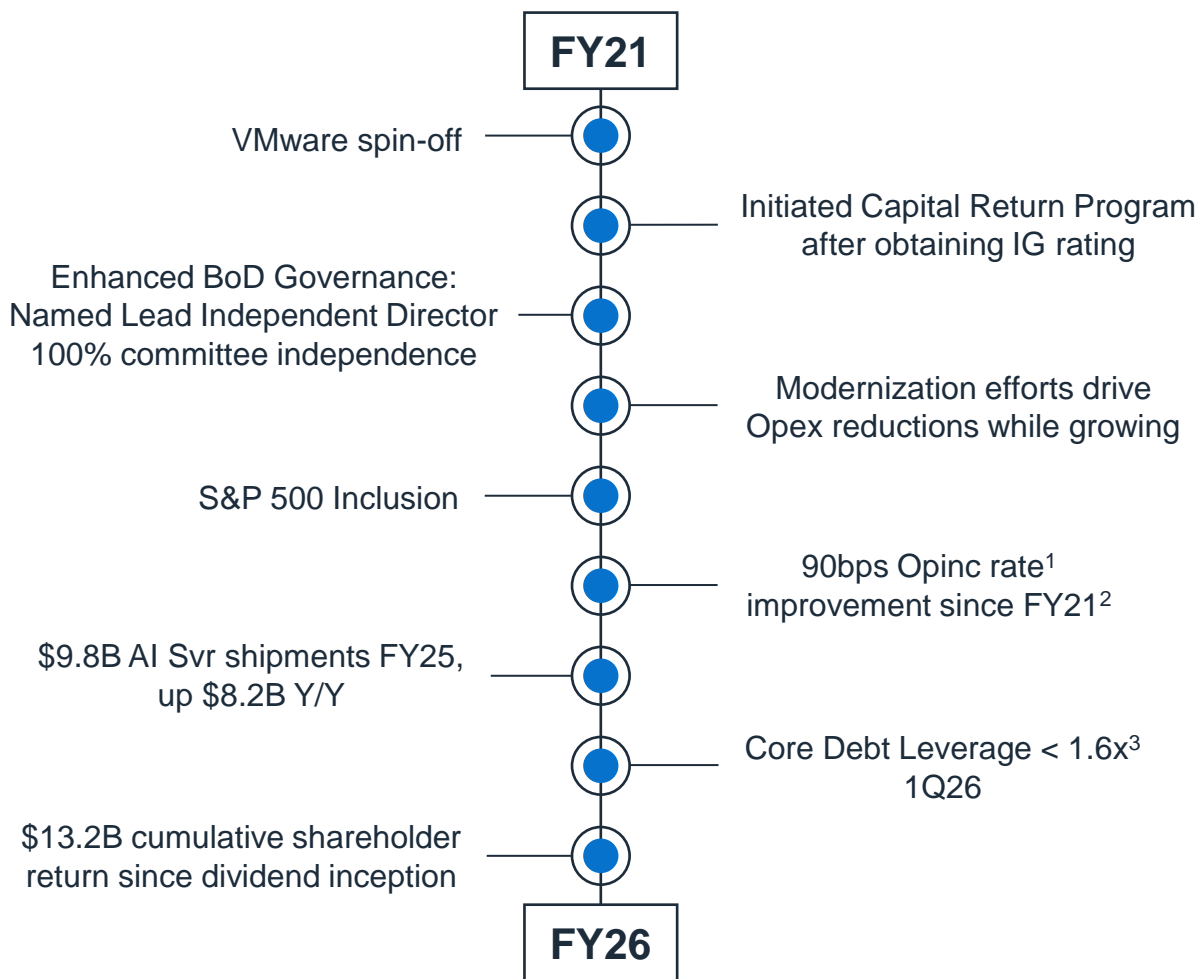 FY21
VMware spin-off
Initiated Capital Return Program
after obtaining IG rating
Enhanced BoD Governance:
Named Lead Independent Director
100% committee independence
Modernization efforts drive
Opex reductions while growing
S&P 500 Inclusion
90bps Opinc rate¹
improvement since FY21²
$9.8B AI Svr shipments FY25,
up $8.2B Y/Y
Core Debt Leverage < 1.6x³
1Q26
$13.2B cumulative shareholder
return since dividend inception
FY26